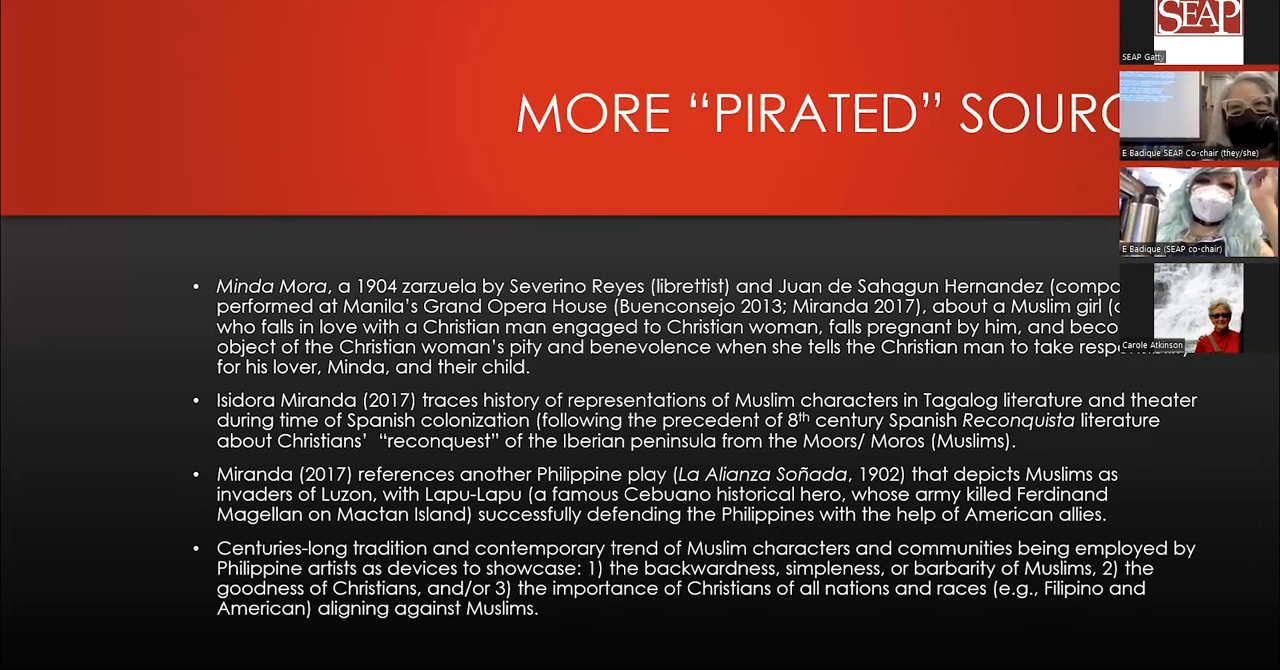 MORE “PIRATED”
Minda Mora, a 1904 zarzuela by Severino Reyes (librettist) and Juan de Sahagun Hernandez
performed at Manila’s Grand Opera House (Buenconsejo 2013; Miranda 2017), about a Muslim girl
who falls in love with a Christian man engaged to Christian woman, falls pregnant by him, and
object of the Christian woman’s pity and benevolence when she tells the Christian man to take
for his lover, Minda, and their child.
Isidora Miranda (2017) traces history of representations of Muslim characters in Tagalog literature and theater
during time of Spanish colonization (following the precedent of 8th century Spanish Reconquista literature
about Christians’ “reconquest” of the Iberian peninsula from the Moors/ Moros (Muslims).
Miranda (2017) references another Philippine play (La Alianza Soñada, 1902) that depicts Muslims as
invaders of Luzon, with Lapu-Lapu (a famous Cebuano historical hero, whose army killed Ferdinand
Magellan on Mactan Island) successfully defending the Philippines with the help of American allies.
Centuries-long tradition and contemporary trend of Muslim characters and communities being employed by
Philippine artists as devices to showcase: 1) the backwardness, simpleness, or barbarity of Muslims, 2) the
goodness of Christians, and/or 3) the importance of Christians of all nations and races (e.g., Filipino and
American) aligning against Muslims.
SEAP
SEAP Gatty
E Badique SEAP Co-chair (they/she)
E Badique (SEAP co-chair)
Carole Atkinson